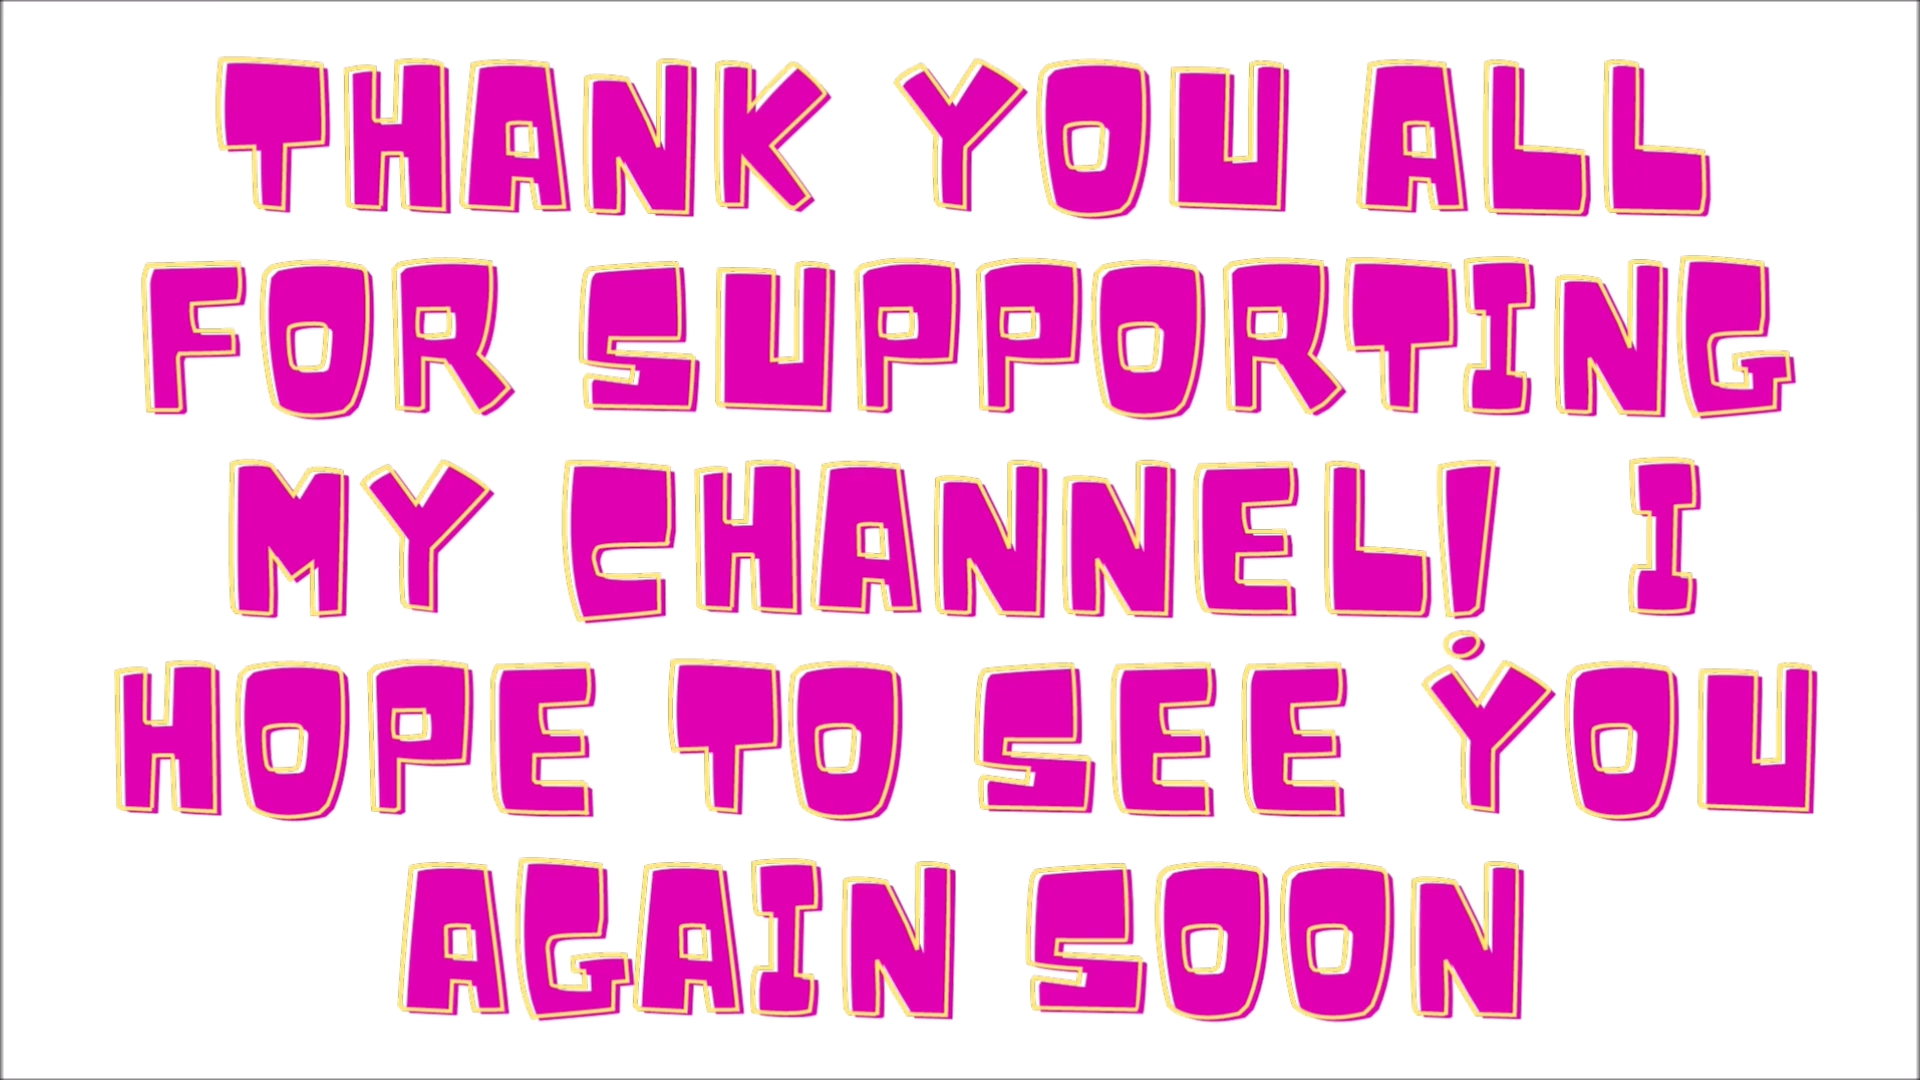 THANK YOU ALL
FOR SUPPORTING
MY CHANNEL! I
HOPE TO SEE YOU
AGAIN SOON